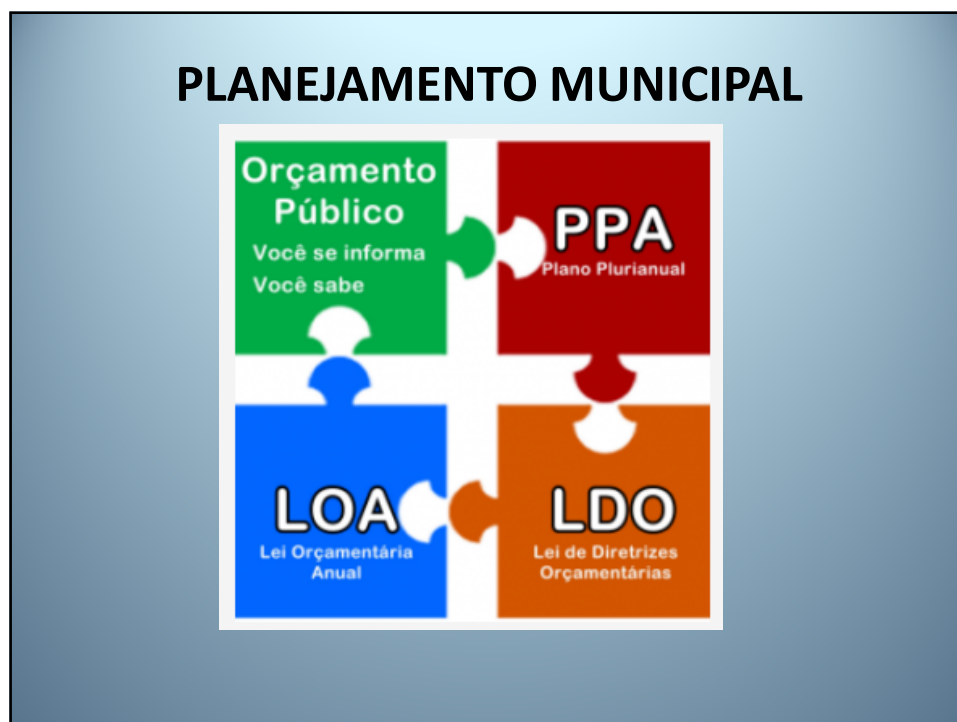 PLANEJAMENTO MUNICIPAL
Orçamento
Público
Você se informa
Você sabe
PPA
Plano Plurianual
LOA
Lei Orçamentária
Anual
LDO
Lei de Diretrizes
Orçamentárias